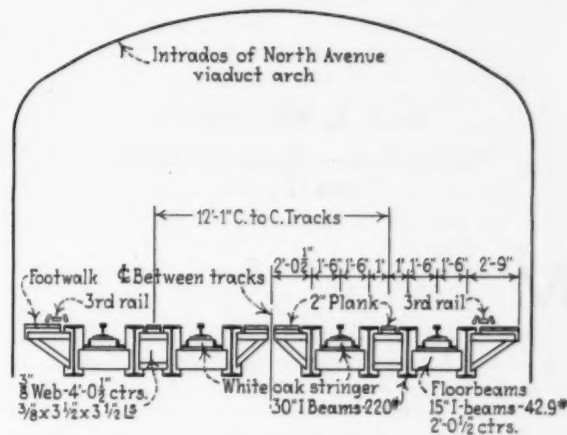 Intrados of North Avenue
viaduct arch
12'-1" C. to C. Tracks
2'-0½" 1'-6" 1'-6" 1' 1' 1'-6" 1'-6" 2'-9"
Footwalk
℄ Between tracks
3rd rail
2" Plank
3rd rail
⅜" Web-4'-0½" ctrs.
3/8 x 3½ x 3½ Ls
White oak stringer
30" I Beams-220#
Floorbeams
15" I-beams-42.9#
2'-0½" ctrs.